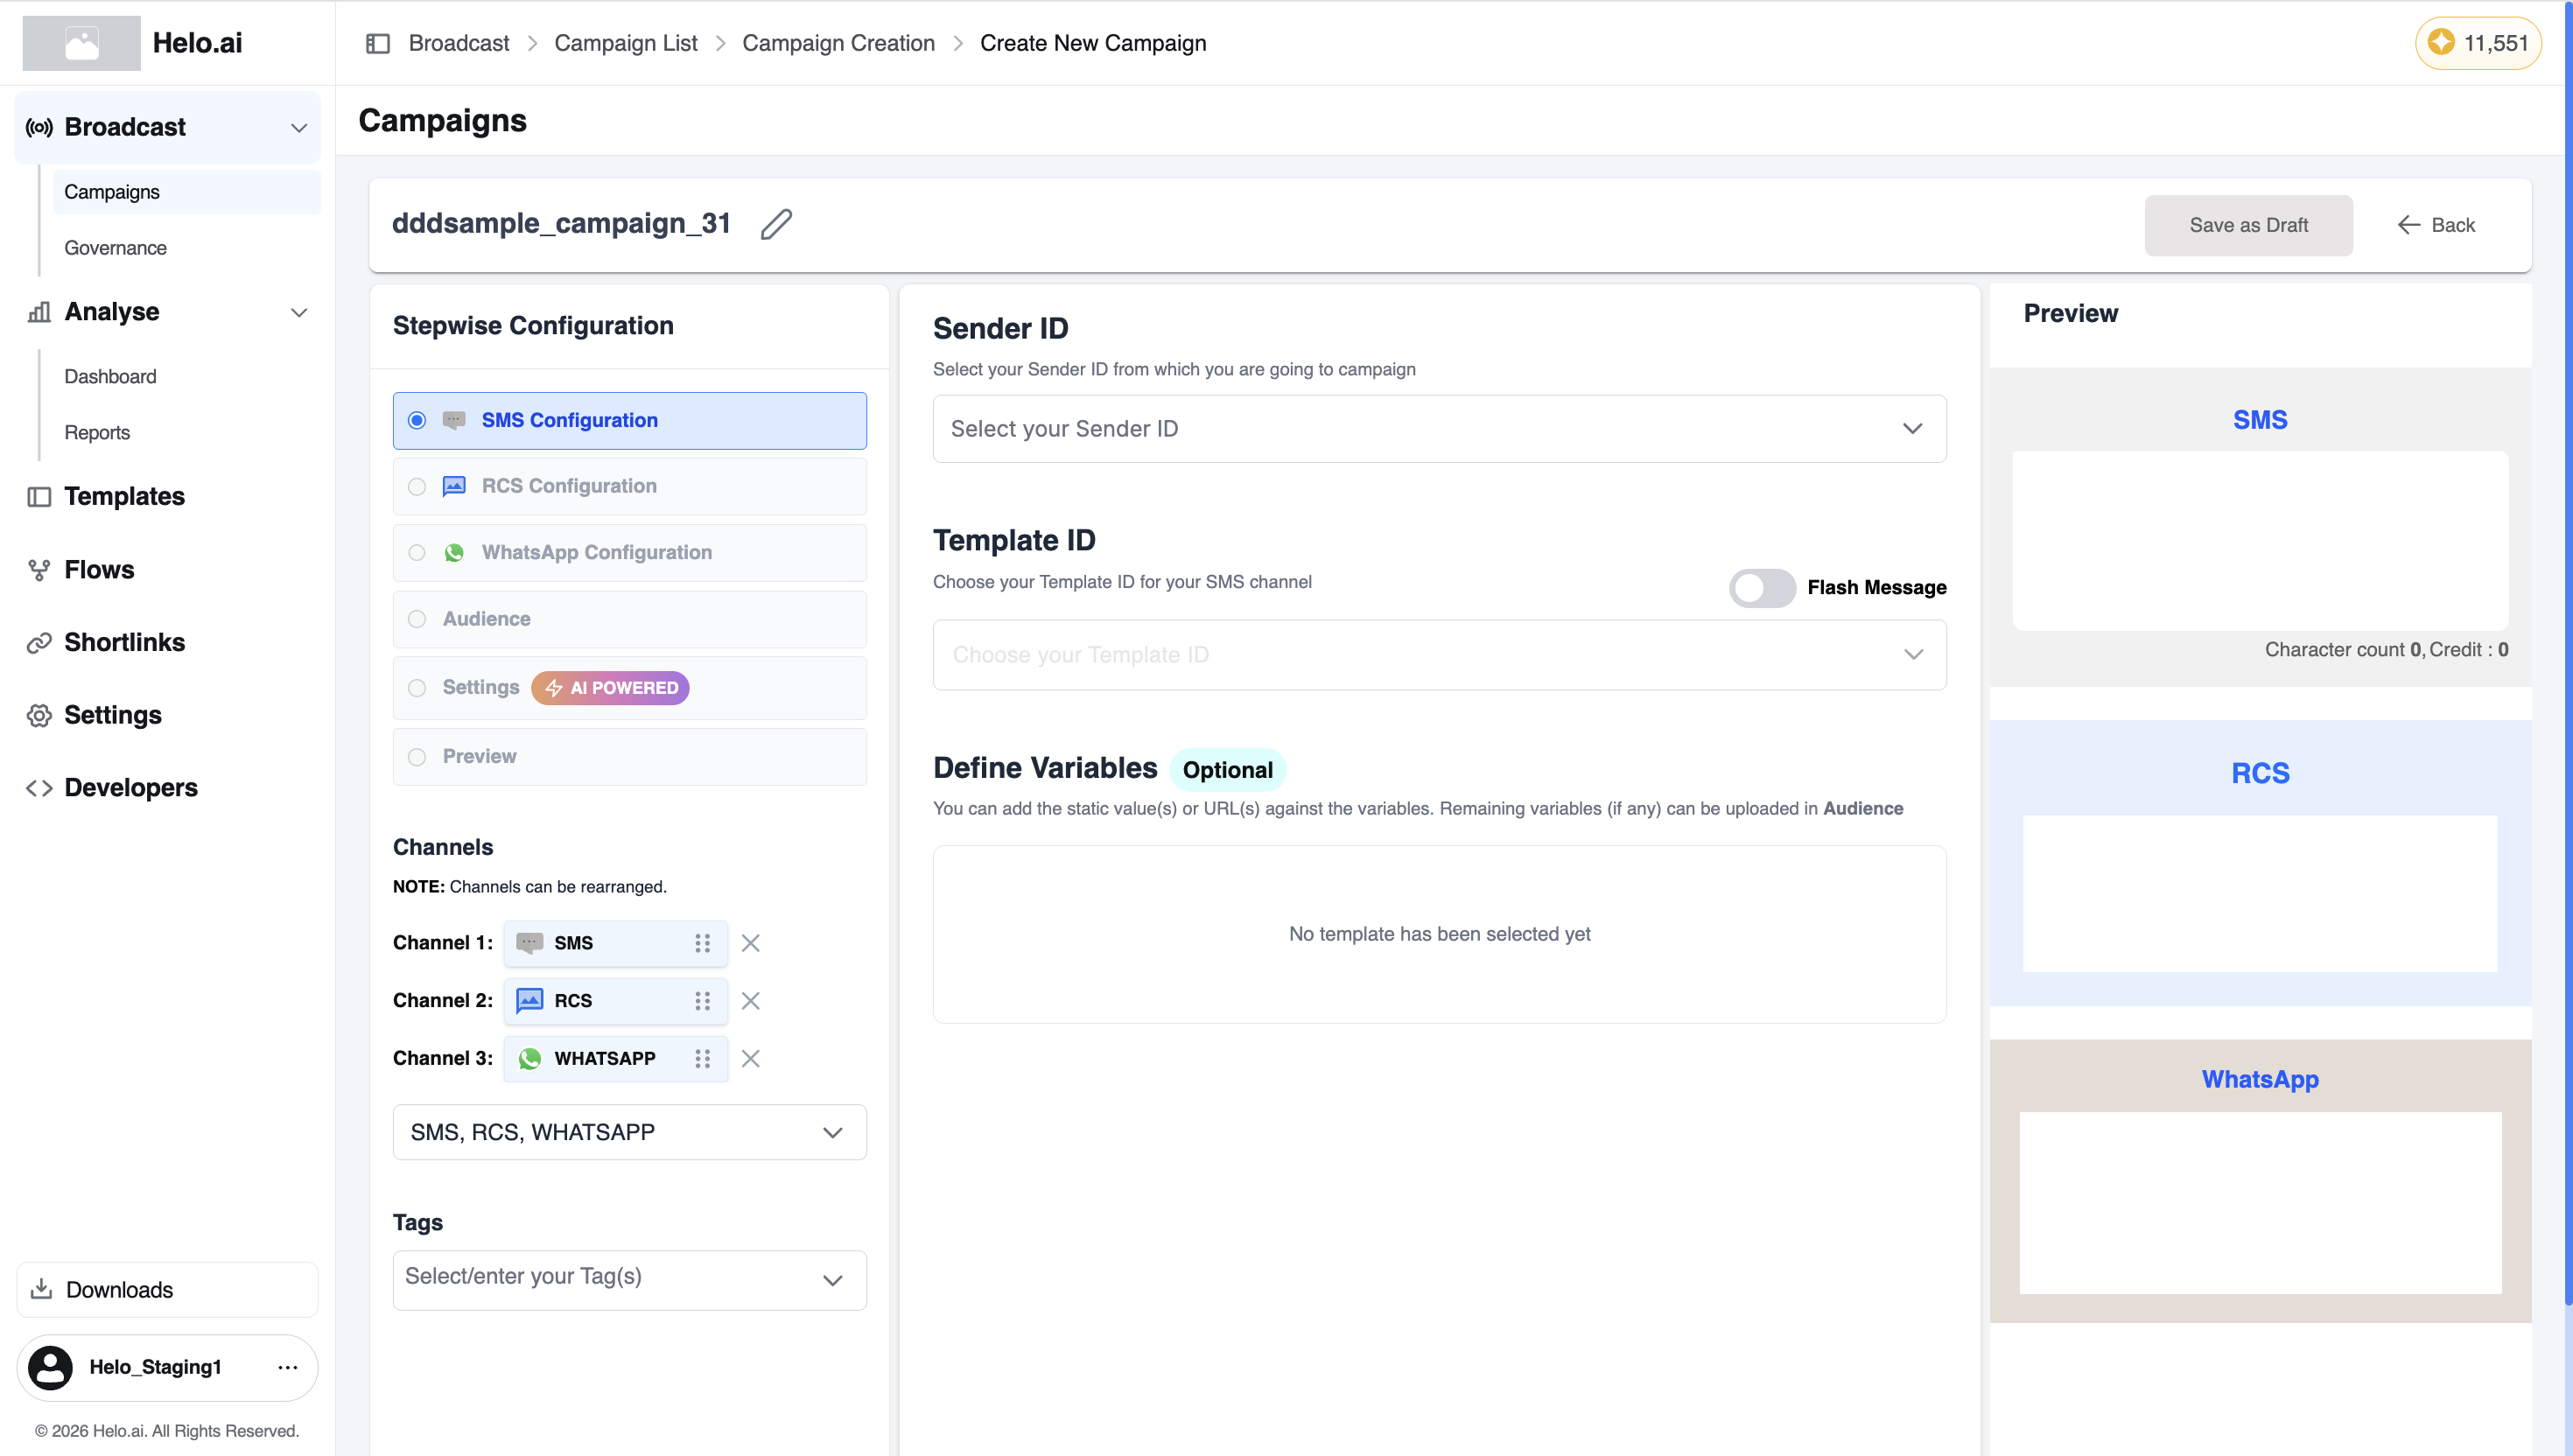 Helo.ai
Broadcast
Campaigns
Governance
Analyse
Dashboard
Reports
Templates
Flows
Shortlinks
Settings
Developers
Downloads
Helo_Staging1
© 2026 Helo.ai. All Rights Reserved.
Broadcast > Campaign List > Campaign Creation > Create New Campaign
11,551
Campaigns
dddsample_campaign_31
Save as Draft
Back
Stepwise Configuration
SMS Configuration
RCS Configuration
WhatsApp Configuration
Audience
Settings AI POWERED
Preview
Channels
NOTE: Channels can be rearranged.
Channel 1: SMS
Channel 2: RCS
Channel 3: WHATSAPP
SMS, RCS, WHATSAPP
Tags
Select/enter your Tag(s)
Sender ID
Select your Sender ID from which you are going to campaign
Select your Sender ID
Template ID
Choose your Template ID for your SMS channel
Flash Message
Choose your Template ID
Define Variables Optional
You can add the static value(s) or URL(s) against the variables. Remaining variables (if any) can be uploaded in Audience
No template has been selected yet
Preview
SMS
Character count 0, Credit : 0
RCS
WhatsApp